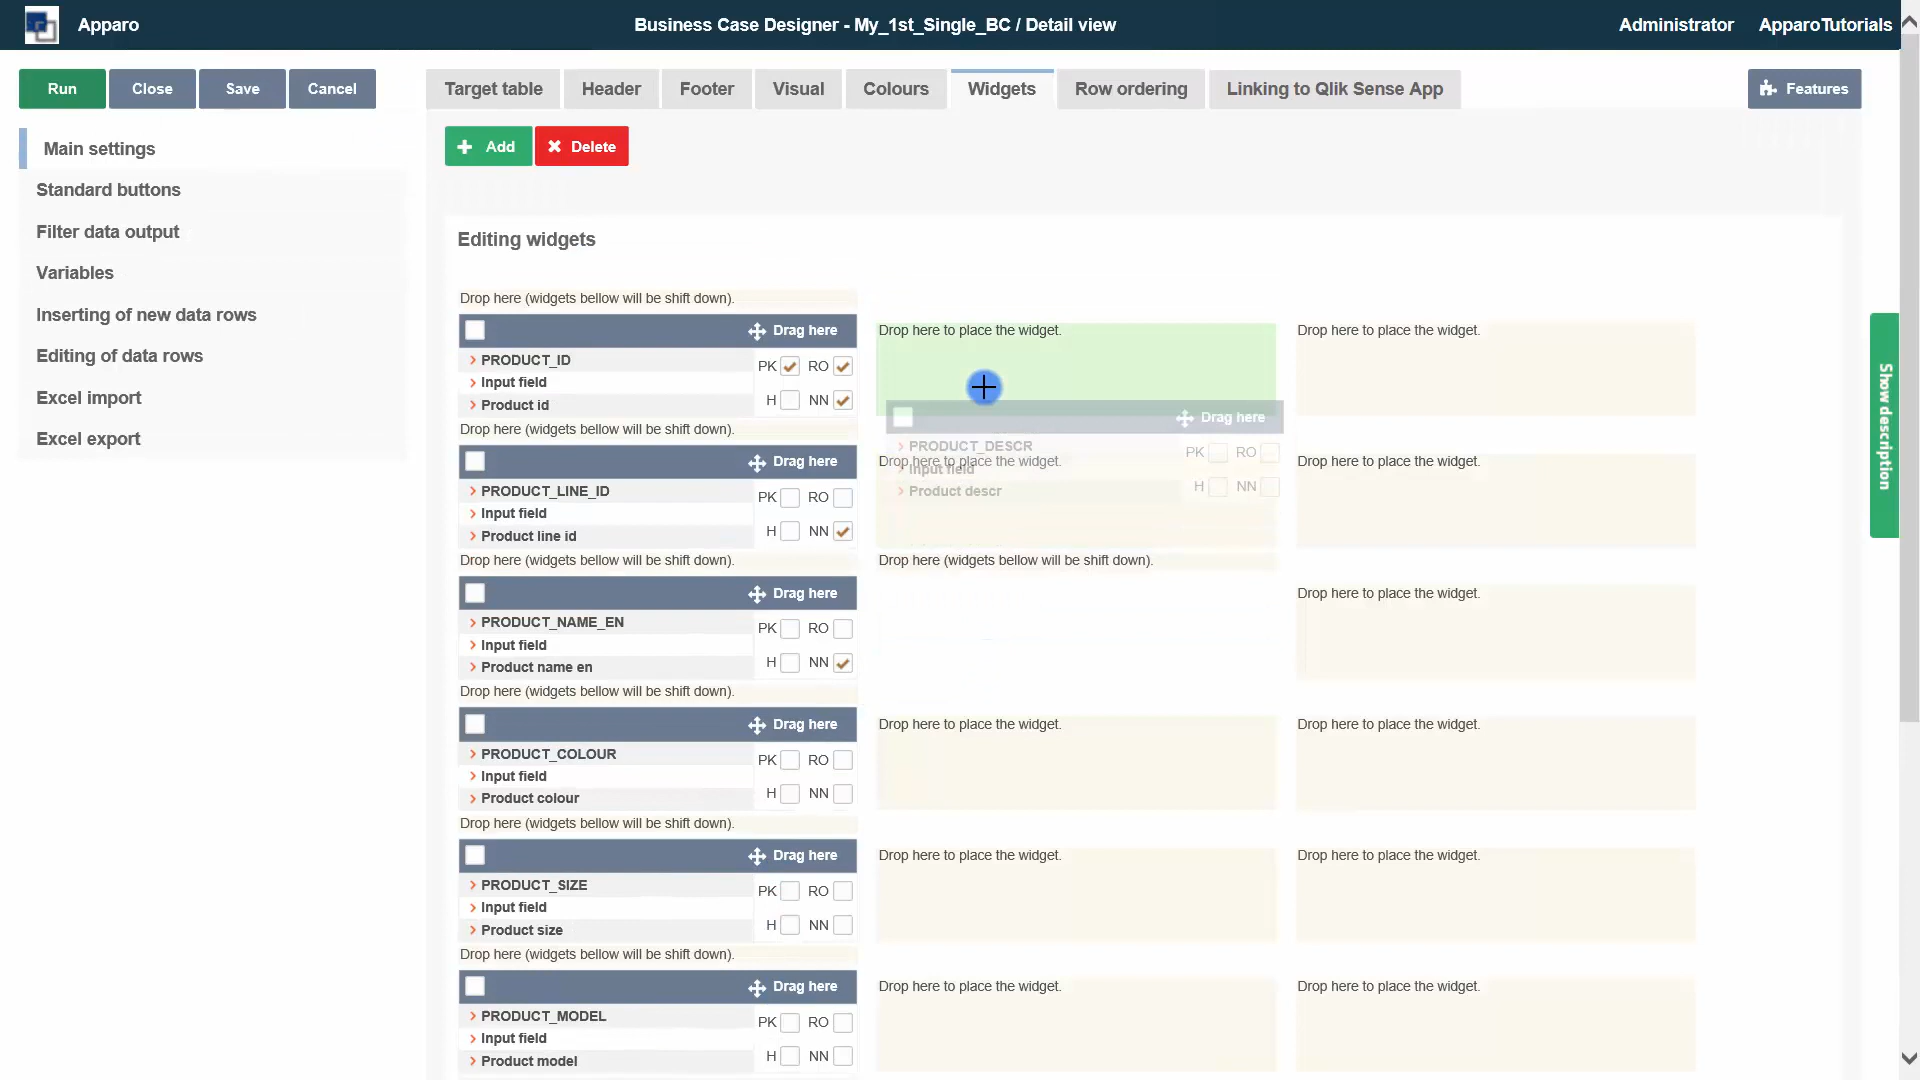 Apparo
Business Case Designer - My_1st_Single_BC / Detail view
Administrator
ApparoTutorials
Run
Close
Save
Cancel
Target table
Header
Footer
Visual
Colours
Widgets
Row ordering
Linking to Qlik Sense App
Features
Main settings
Standard buttons
Filter data output
Variables
Inserting of new data rows
Editing of data rows
Excel import
Excel export
Add
Delete
Editing widgets
Drop here (widgets bellow will be shift down).
Drag here
PRODUCT_ID
Input field
Product id
PK RO
H NN
Drop here to place the widget.
Drop here to place the widget.
Drop here (widgets bellow will be shift down).
Drag here
PRODUCT_LINE_ID
Input field
Product line id
PK RO
H NN
Drag here
PRODUCT_DESCR
Input field
Product descr
PK RO
H NN
Drop here to place the widget.
Drop here to place the widget.
Drop here (widgets bellow will be shift down).
Drop here (widgets bellow will be shift down).
Drag here
PRODUCT_NAME_EN
Input field
Product name en
PK RO
H NN
Drop here to place the widget.
Drop here (widgets bellow will be shift down).
Drag here
PRODUCT_COLOUR
Input field
Product colour
PK RO
H NN
Drop here to place the widget.
Drop here to place the widget.
Drop here (widgets bellow will be shift down).
Drag here
PRODUCT_SIZE
Input field
Product size
PK RO
H NN
Drop here to place the widget.
Drop here to place the widget.
Drop here (widgets bellow will be shift down).
Drag here
PRODUCT_MODEL
Input field
Product model
PK RO
H NN
Drop here to place the widget.
Drop here to place the widget.
Show description